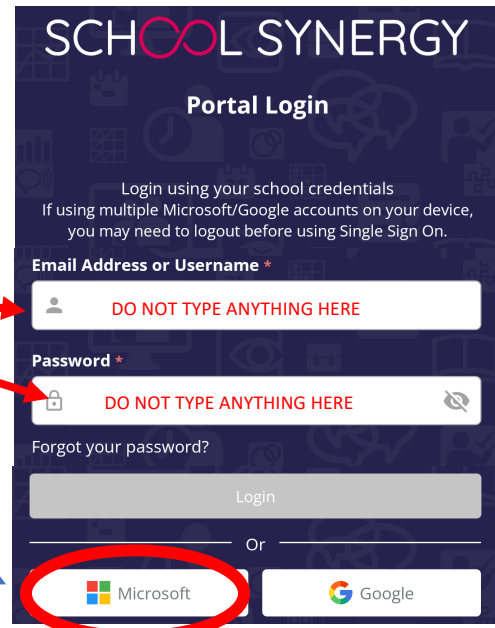 SCHOOL SYNERGY
Portal Login
Login using your school credentials
If using multiple Microsoft/Google accounts on your device,
you may need to logout before using Single Sign On.
Email Address or Username *
DO NOT TYPE ANYTHING HERE
Password *
DO NOT TYPE ANYTHING HERE
Forgot your password?
Login
Or
Microsoft
Google